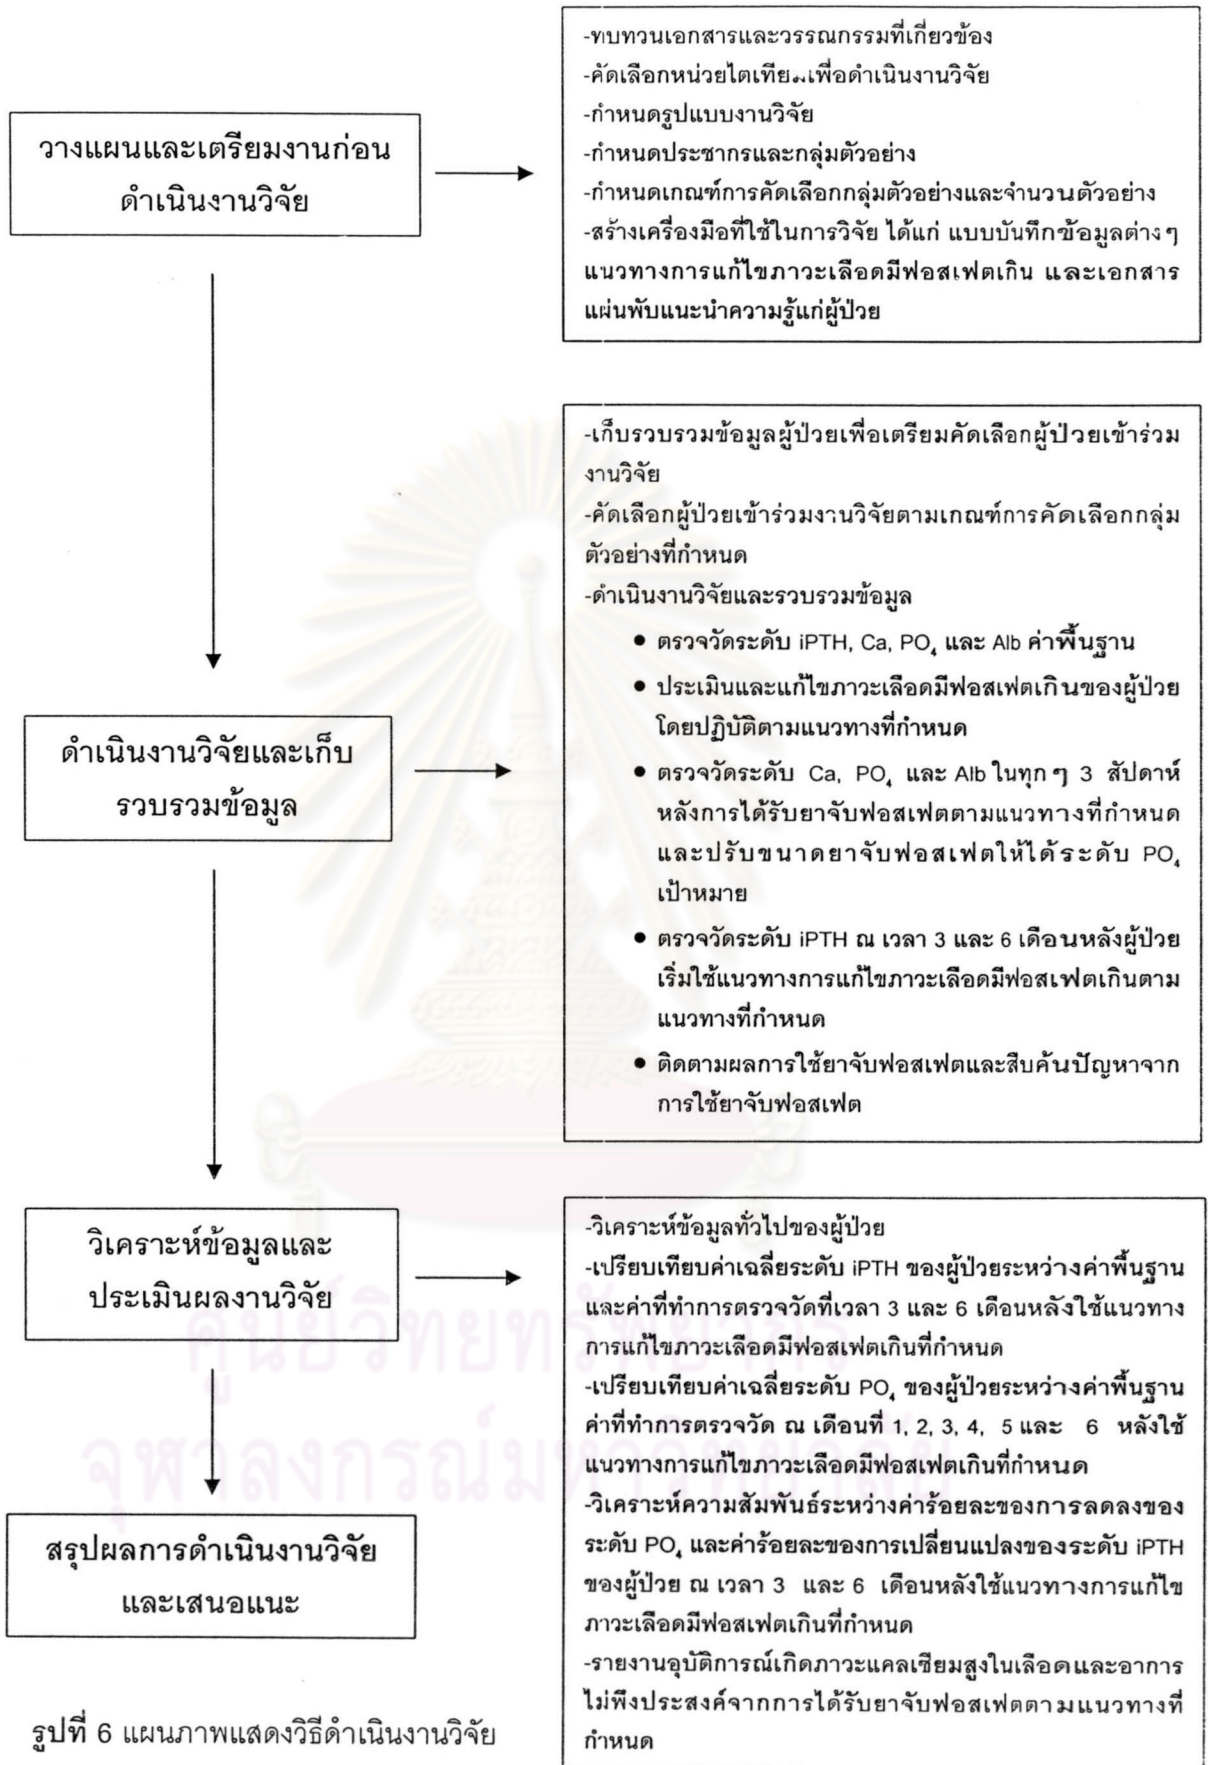 วางแผนและเตรียมงานก่อน
ดำเนินงานวิจัย
-ทบทวนเอกสารและวรรณกรรมที่เกี่ยวข้อง
-คัดเลือกหน่วยไตเทียมเพื่อดำเนินงานวิจัย
-กำหนดรูปแบบงานวิจัย
-กำหนดประชากรและกลุ่มตัวอย่าง
-กำหนดเกณฑ์การคัดเลือกกลุ่มตัวอย่างและจำนวนตัวอย่าง
-สร้างเครื่องมือที่ใช้ในการวิจัย ได้แก่ แบบบันทึกข้อมูลต่างๆ
แนวทางการแก้ไขภาวะเลือดมีฟอสเฟตเกิน และเอกสาร
แผ่นพับแนะนำความรู้แก่ผู้ป่วย
ดำเนินงานวิจัยและเก็บ
รวบรวมข้อมูล
-เก็บรวบรวมข้อมูลผู้ป่วยเพื่อเตรียมคัดเลือกผู้ป่วยเข้าร่วม
งานวิจัย
-คัดเลือกผู้ป่วยเข้าร่วมงานวิจัยตามเกณฑ์การคัดเลือกกลุ่ม
ตัวอย่างที่กำหนด
-ดำเนินงานวิจัยและรวบรวมข้อมูล
● ตรวจวัดระดับ iPTH, Ca, PO₄ และ Alb ค่าพื้นฐาน
● ประเมินและแก้ไขภาวะเลือดมีฟอสเฟตเกินของผู้ป่วย
โดยปฏิบัติตามแนวทางที่กำหนด
● ตรวจวัดระดับ Ca, PO₄ และ Alb ในทุกๆ 3 สัปดาห์
หลังการได้รับยาจับฟอสเฟตตามแนวทางที่กำหนด
และปรับขนาดยาจับฟอสเฟตให้ได้ระดับ PO₄
เป้าหมาย
● ตรวจวัดระดับ iPTH ณ เวลา 3 และ 6 เดือนหลังผู้ป่วย
เริ่มใช้แนวทางการแก้ไขภาวะเลือดมีฟอสเฟตเกินตาม
แนวทางที่กำหนด
● ติดตามผลการใช้ยาจับฟอสเฟตและสืบค้นปัญหาจาก
การใช้ยาจับฟอสเฟต
วิเคราะห์ข้อมูลและ
ประเมินผลงานวิจัย
-วิเคราะห์ข้อมูลทั่วไปของผู้ป่วย
-เปรียบเทียบค่าเฉลี่ยระดับ iPTH ของผู้ป่วยระหว่างค่าพื้นฐาน
และค่าที่ทำการตรวจวัดที่เวลา 3 และ 6 เดือนหลังใช้แนวทาง
การแก้ไขภาวะเลือดมีฟอสเฟตเกินที่กำหนด
-เปรียบเทียบค่าเฉลี่ยระดับ PO₄ ของผู้ป่วยระหว่างค่าพื้นฐาน
ค่าที่ทำการตรวจวัด ณ เดือนที่ 1, 2, 3, 4, 5 และ 6 หลังใช้
แนวทางการแก้ไขภาวะเลือดมีฟอสเฟตเกินที่กำหนด
-วิเคราะห์ความสัมพันธ์ระหว่างค่าร้อยละของการลดลงของ
ระดับ PO₄ และค่าร้อยละของการเปลี่ยนแปลงของระดับ iPTH
ของผู้ป่วย ณ เวลา 3 และ 6 เดือนหลังใช้แนวทางการแก้ไข
ภาวะเลือดมีฟอสเฟตเกินที่กำหนด
-รายงานอุบัติการณ์เกิดภาวะแคลเซียมสูงในเลือดและอาการ
ไม่พึงประสงค์จากการได้รับยาจับฟอสเฟตตามแนวทางที่
กำหนด
สรุปผลการดำเนินงานวิจัย
และเสนอแนะ
รูปที่ 6 แผนภาพแสดงวิธีดำเนินงานวิจัย
ศูนย์วิทยทรัพยากร
จุฬาลงกรณ์มหาวิทยาลัย